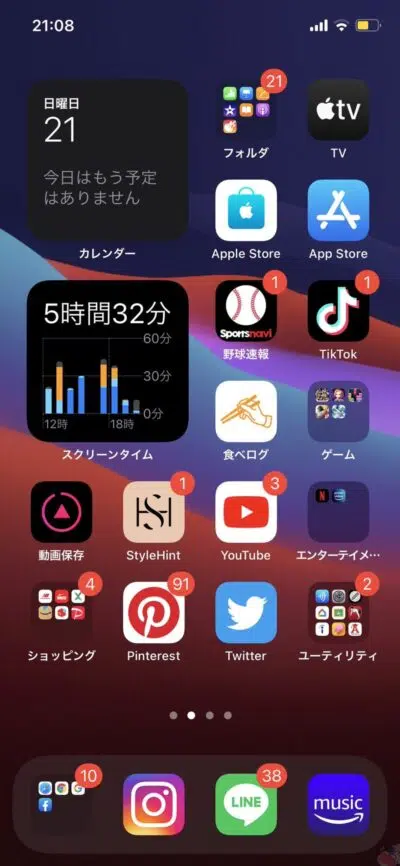 21:08
日曜日
21
今日はもう予定
はありません
カレンダー
21
フォルダ
tv
TV
Apple Store
App Store
5時間32分
60分
30分
0分
12時
18時
スクリーンタイム
1
Sportsnavi
野球速報
1
TikTok
食べログ
ゲーム
動画保存
1
SH
StyleHint
3
YouTube
エンターテイメ…
4
ショッピング
91
Pinterest
Twitter
2
ユーティリティ
10
LINE
38
music